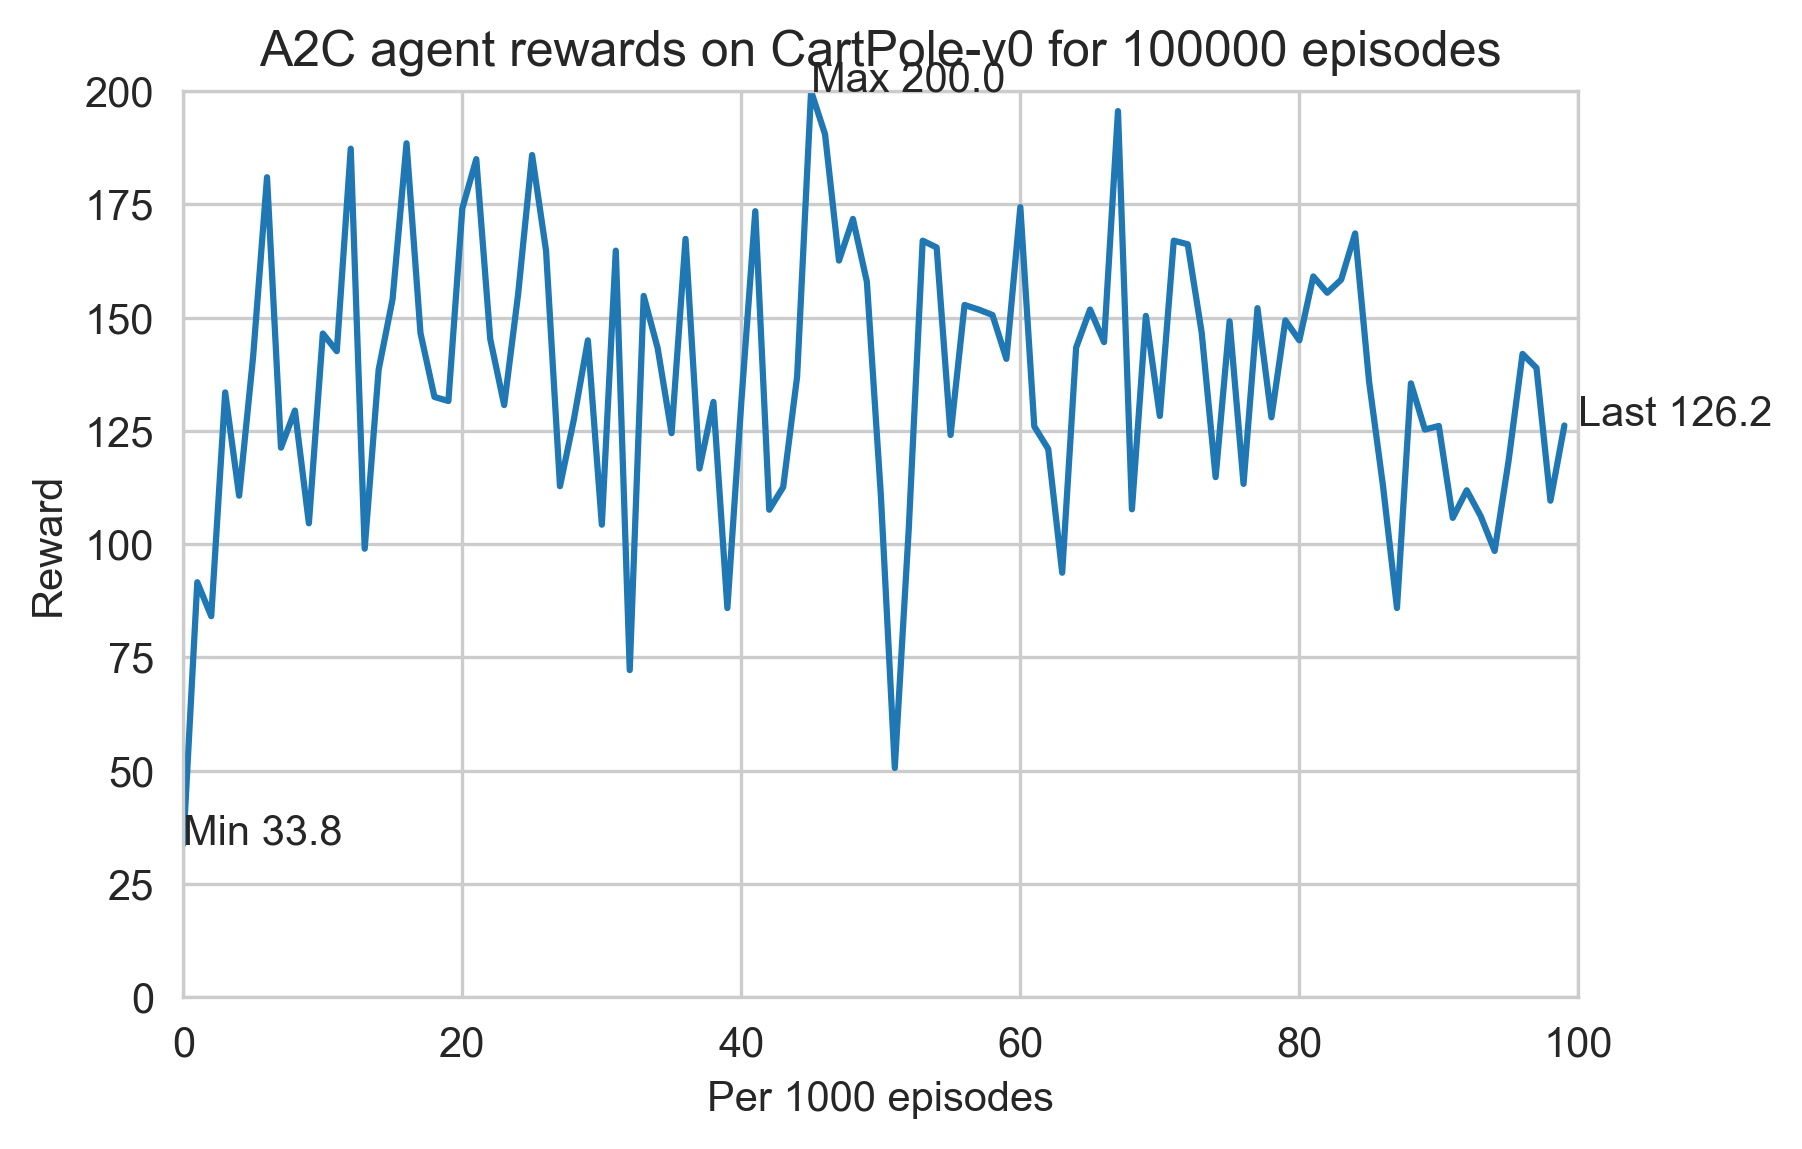 A2C agent rewards on CartPole-v0 for 100000 episodes
Max 200.0
200
175
150
125
100
75
50
25
0
Reward
Last 126.2
Min 33.8
0 20 40 60 80 100
Per 1000 episodes